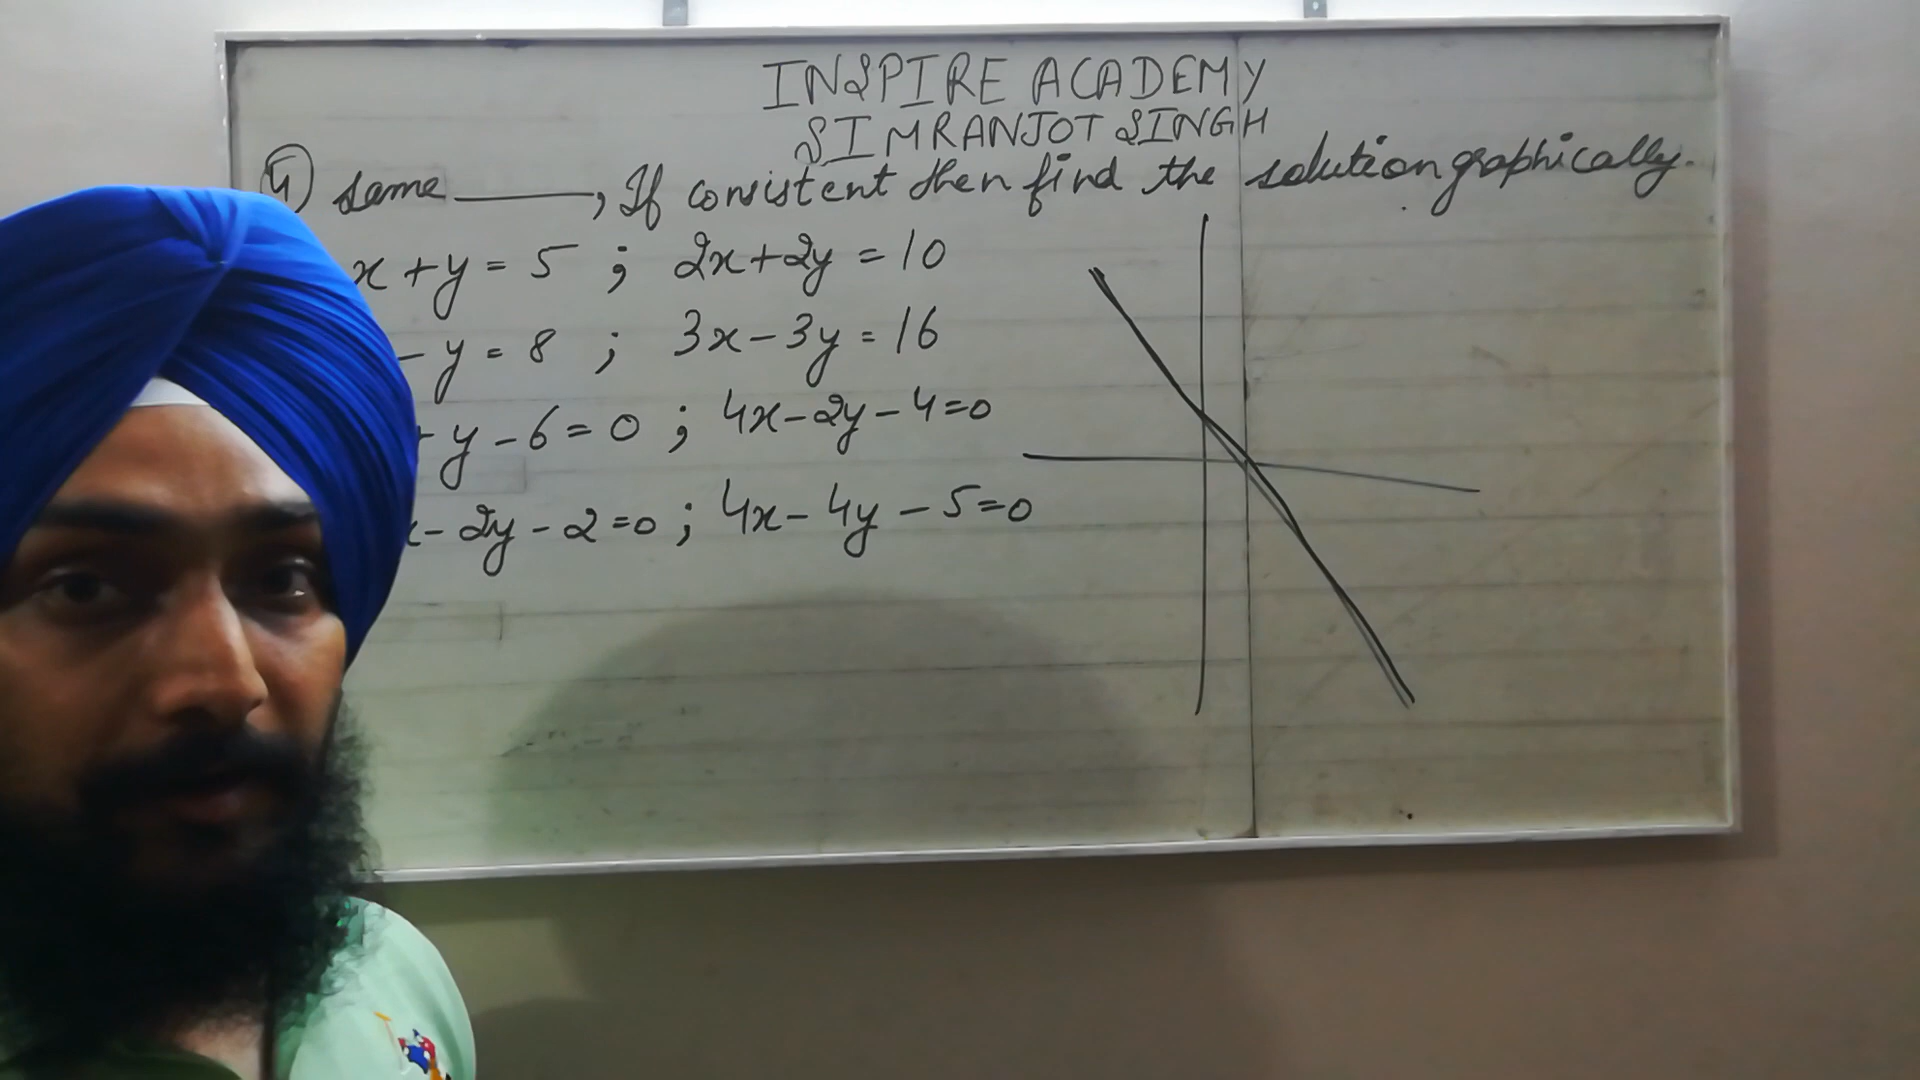 INSPIRE ACADEMY
SIMRANJOT SINGH
4) Same ———, If consistent then find the solution graphically.
x + y = 5 ; 2x + 2y = 10
- y = 8 ; 3x - 3y = 16
+ y - 6 = 0 ; 4x - 2y - 4 = 0
x - 2y - 2 = 0 ; 4x - 4y - 5 = 0